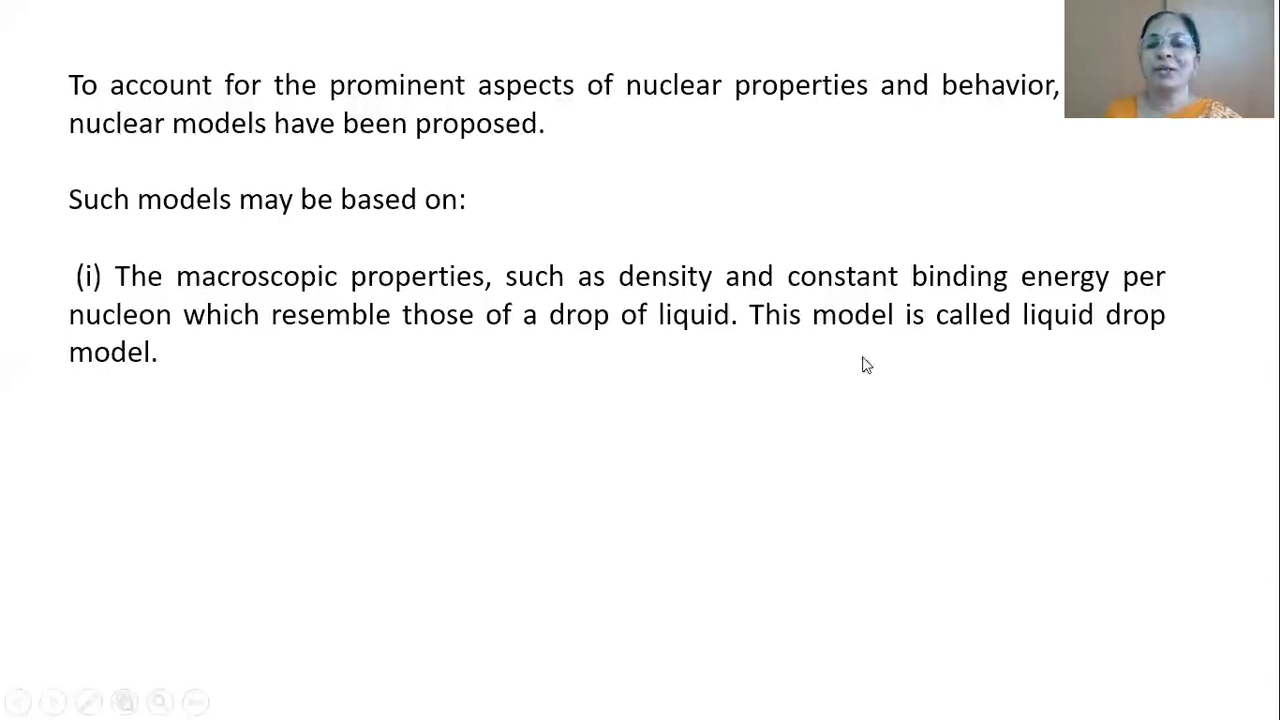 To account for the prominent aspects of nuclear properties and behavior,
nuclear models have been proposed.
Such models may be based on:
(i) The macroscopic properties, such as density and constant binding energy per
nucleon which resemble those of a drop of liquid. This model is called liquid drop
model.